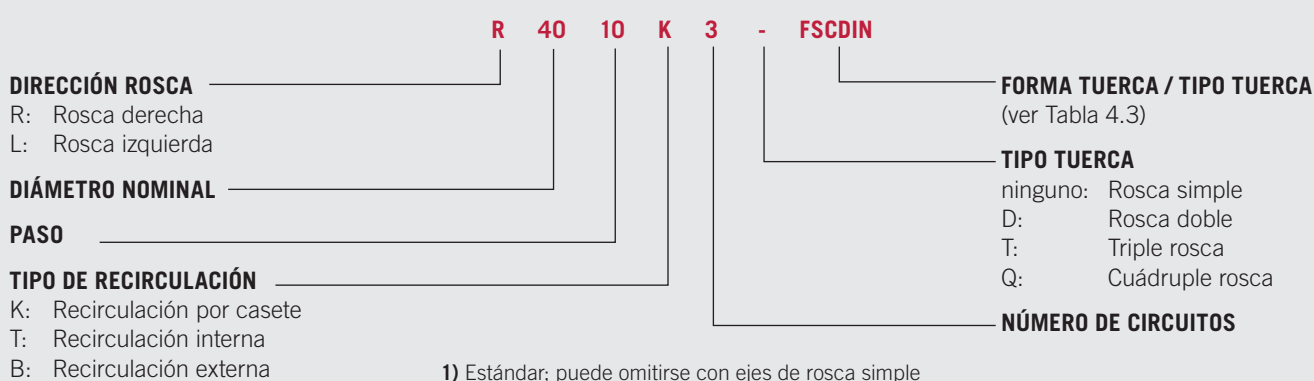 R 40 10 K 3 - FSCDIN
DIRECCIÓN ROSCA
R: Rosca derecha
L: Rosca izquierda
DIÁMETRO NOMINAL
PASO
TIPO DE RECIRCULACIÓN
K: Recirculación por casete
T: Recirculación interna
B: Recirculación externa
FORMA TUERCA / TIPO TUERCA
(ver Tabla 4.3)
TIPO TUERCA
ninguno: Rosca simple
D: Rosca doble
T: Triple rosca
Q: Cuádruple rosca
NÚMERO DE CIRCUITOS
1) Estándar; puede omitirse con ejes de rosca simple